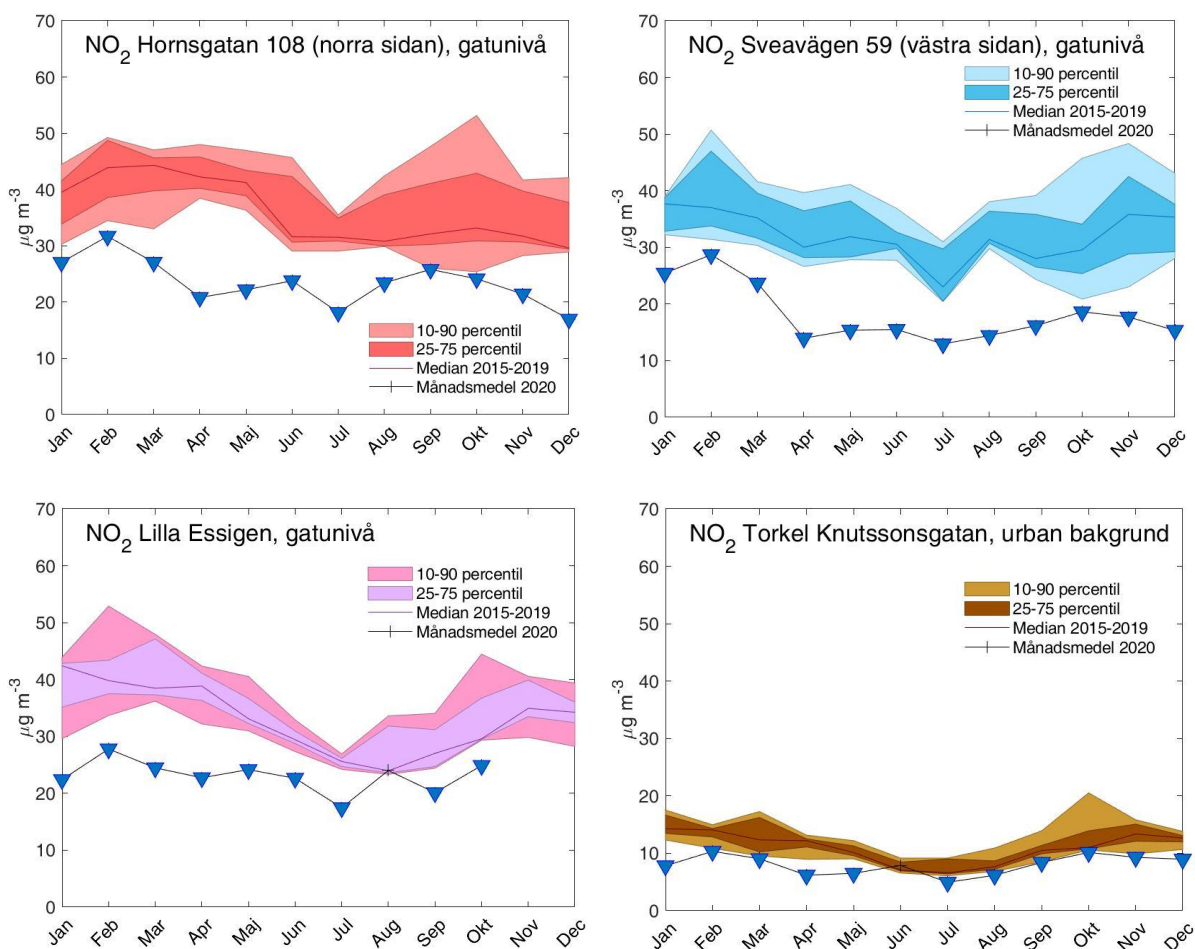 NO2 Hornsgatan 108 (norra sidan), gatunivå
70
60
50
40
30
20
10
0
µg m-3
10-90 percentil
25-75 percentil
Median 2015-2019
Månadsmedel 2020
Jan Feb Mar Apr Maj Jun Jul Aug Sep Okt Nov Dec
NO2 Sveavägen 59 (västra sidan), gatunivå
70
60
50
40
30
20
10
0
µg m-3
10-90 percentil
25-75 percentil
Median 2015-2019
Månadsmedel 2020
Jan Feb Mar Apr Maj Jun Jul Aug Sep Okt Nov Dec
NO2 Lilla Essigen, gatunivå
70
60
50
40
30
20
10
0
µg m-3
10-90 percentil
25-75 percentil
Median 2015-2019
Månadsmedel 2020
Jan Feb Mar Apr Maj Jun Jul Aug Sep Okt Nov Dec
NO2 Torkel Knutssonsgatan, urban bakgrund
70
60
50
40
30
20
10
0
µg m-3
10-90 percentil
25-75 percentil
Median 2015-2019
Månadsmedel 2020
Jan Feb Mar Apr Maj Jun Jul Aug Sep Okt Nov Dec